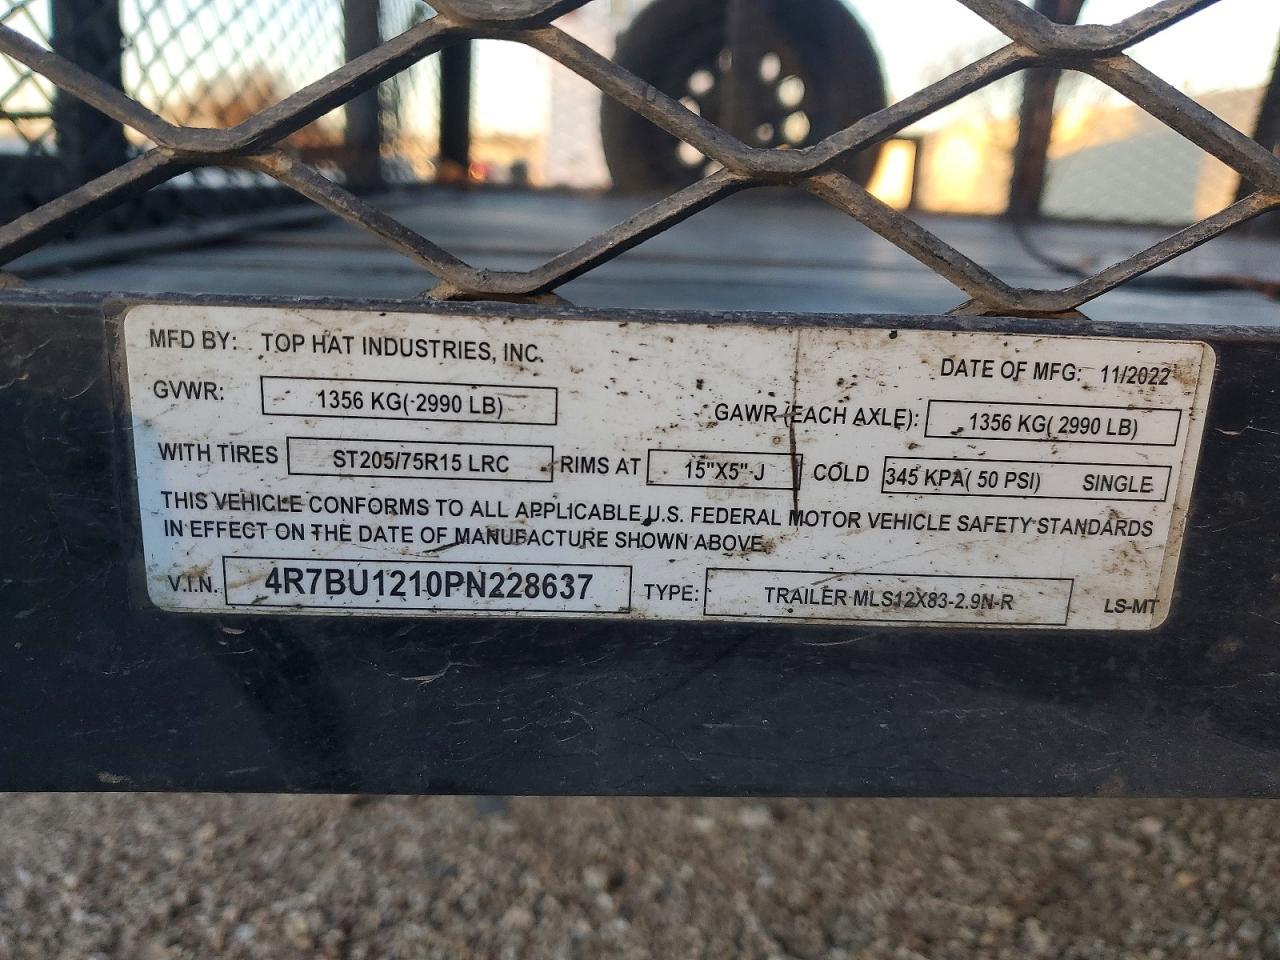 MFD BY: TOP HAT INDUSTRIES, INC.
DATE OF MFG: 11/2022
GVWR: 1356 KG( 2990 LB)
GAWR (EACH AXLE): 1356 KG( 2990 LB)
WITH TIRES ST205/75R15 LRC RIMS AT 15"X5" J COLD 345 KPA( 50 PSI) SINGLE
THIS VEHICLE CONFORMS TO ALL APPLICABLE U.S. FEDERAL MOTOR VEHICLE SAFETY STANDARDS
IN EFFECT ON THE DATE OF MANUFACTURE SHOWN ABOVE.
V.I.N. 4R7BU1210PN228637 TYPE: TRAILER MLS12X83-2.9N-R LS-MT